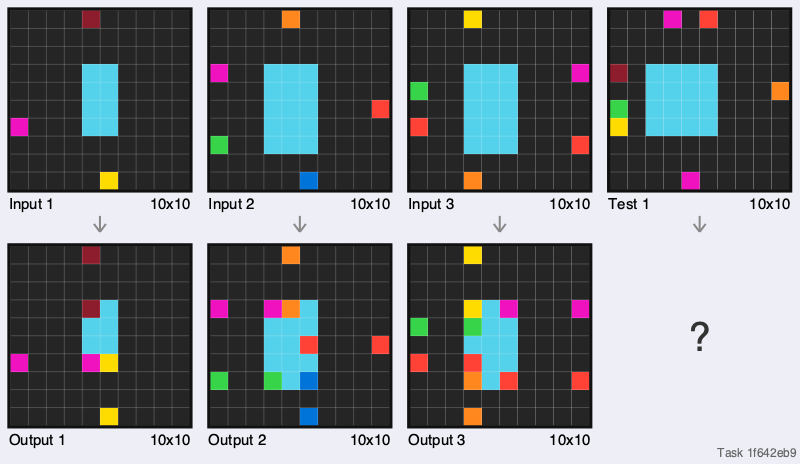 Input 1 10x10
Input 2 10x10
Input 3 10x10
Test 1 10x10
Output 1 10x10
Output 2 10x10
Output 3 10x10
?
Task 1f642eb9